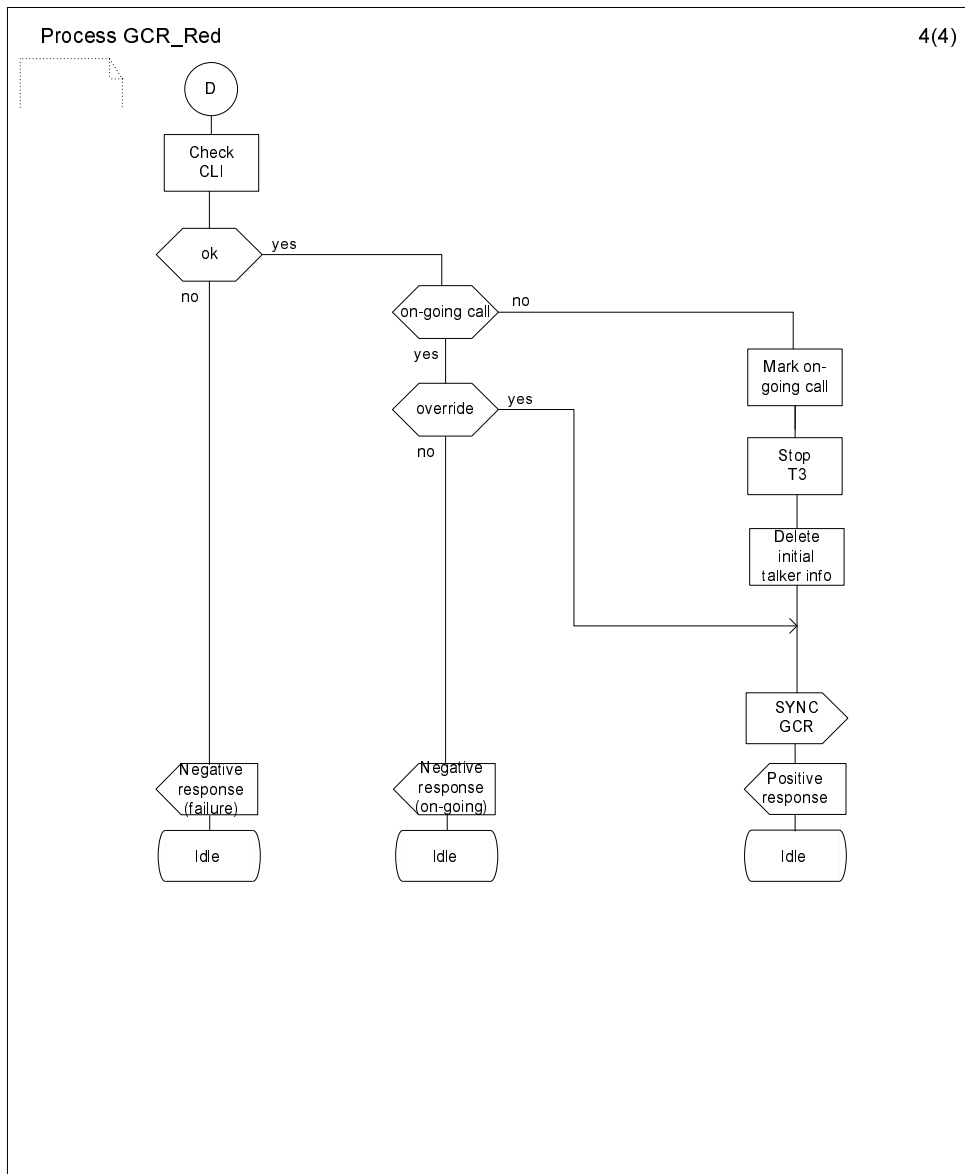 Process GCR_Red
4(4)
D
Check
CLI
ok
yes
no
on-going call
no
yes
Mark on-
going call
override
yes
no
Stop
T3
Delete
initial
talker info
SYNC
GCR
Negative
response
(failure)
Negative
response
(on-going)
Positive
response
Idle
Idle
Idle